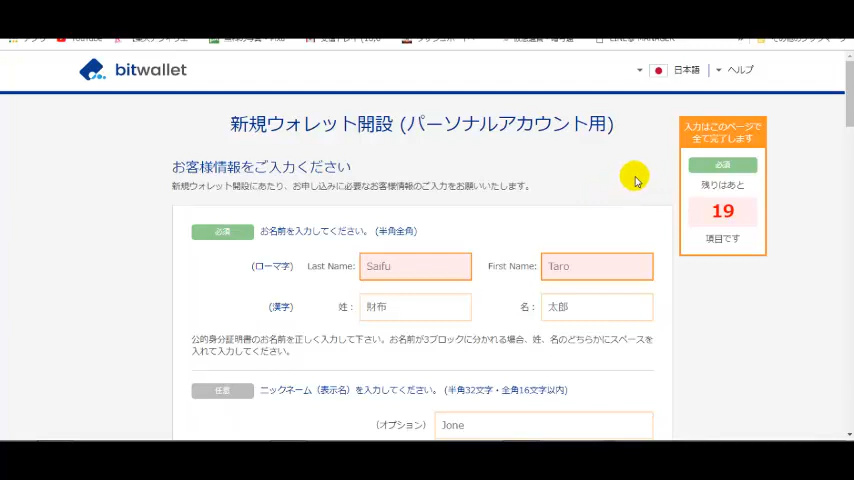 YouTube
bitwallet
日本語
ヘルプ
新規ウォレット開設 (パーソナルアカウント用)
入力はこのページで
全て完了します
必須
残りはあと
19
項目です
お客様情報をご入力ください
新規ウォレット開設にあたり、お申し込みに必要なお客様情報のご入力をお願いいたします。
必須 お名前を入力してください。 (半角全角)
(ローマ字) Last Name: Saifu First Name: Taro
(漢字) 姓： 財布 名： 太郎
公的身分証明書のお名前を正しく入力して下さい。お名前が3ブロックに分かれる場合、姓、名のどちらかにスペースを
入れて入力してください。
任意 ニックネーム（表示名）を入力してください。 (半角32文字・全角16文字以内)
(オプション) Jone